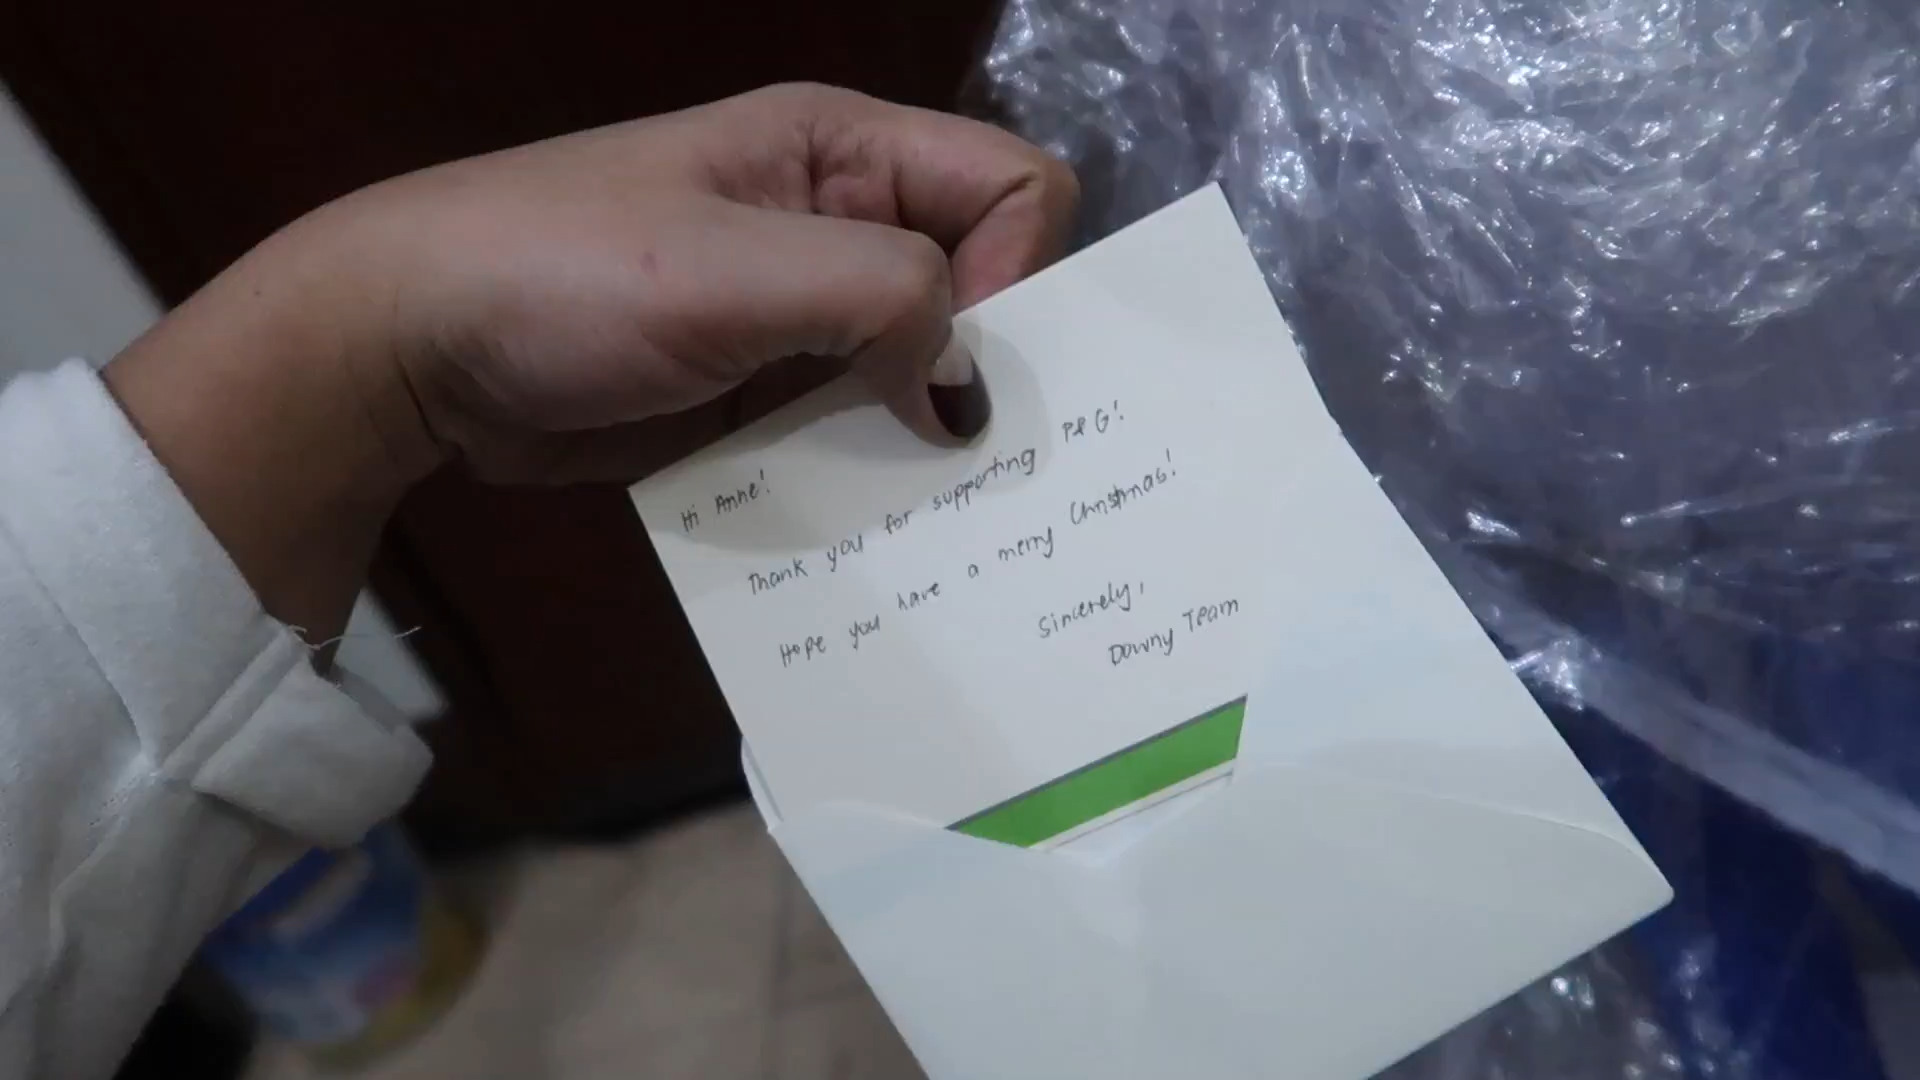 Hi Anne!
Thank you for supporting P&G!
Hope you have a merry Christmas!
Sincerely,
Downy Team